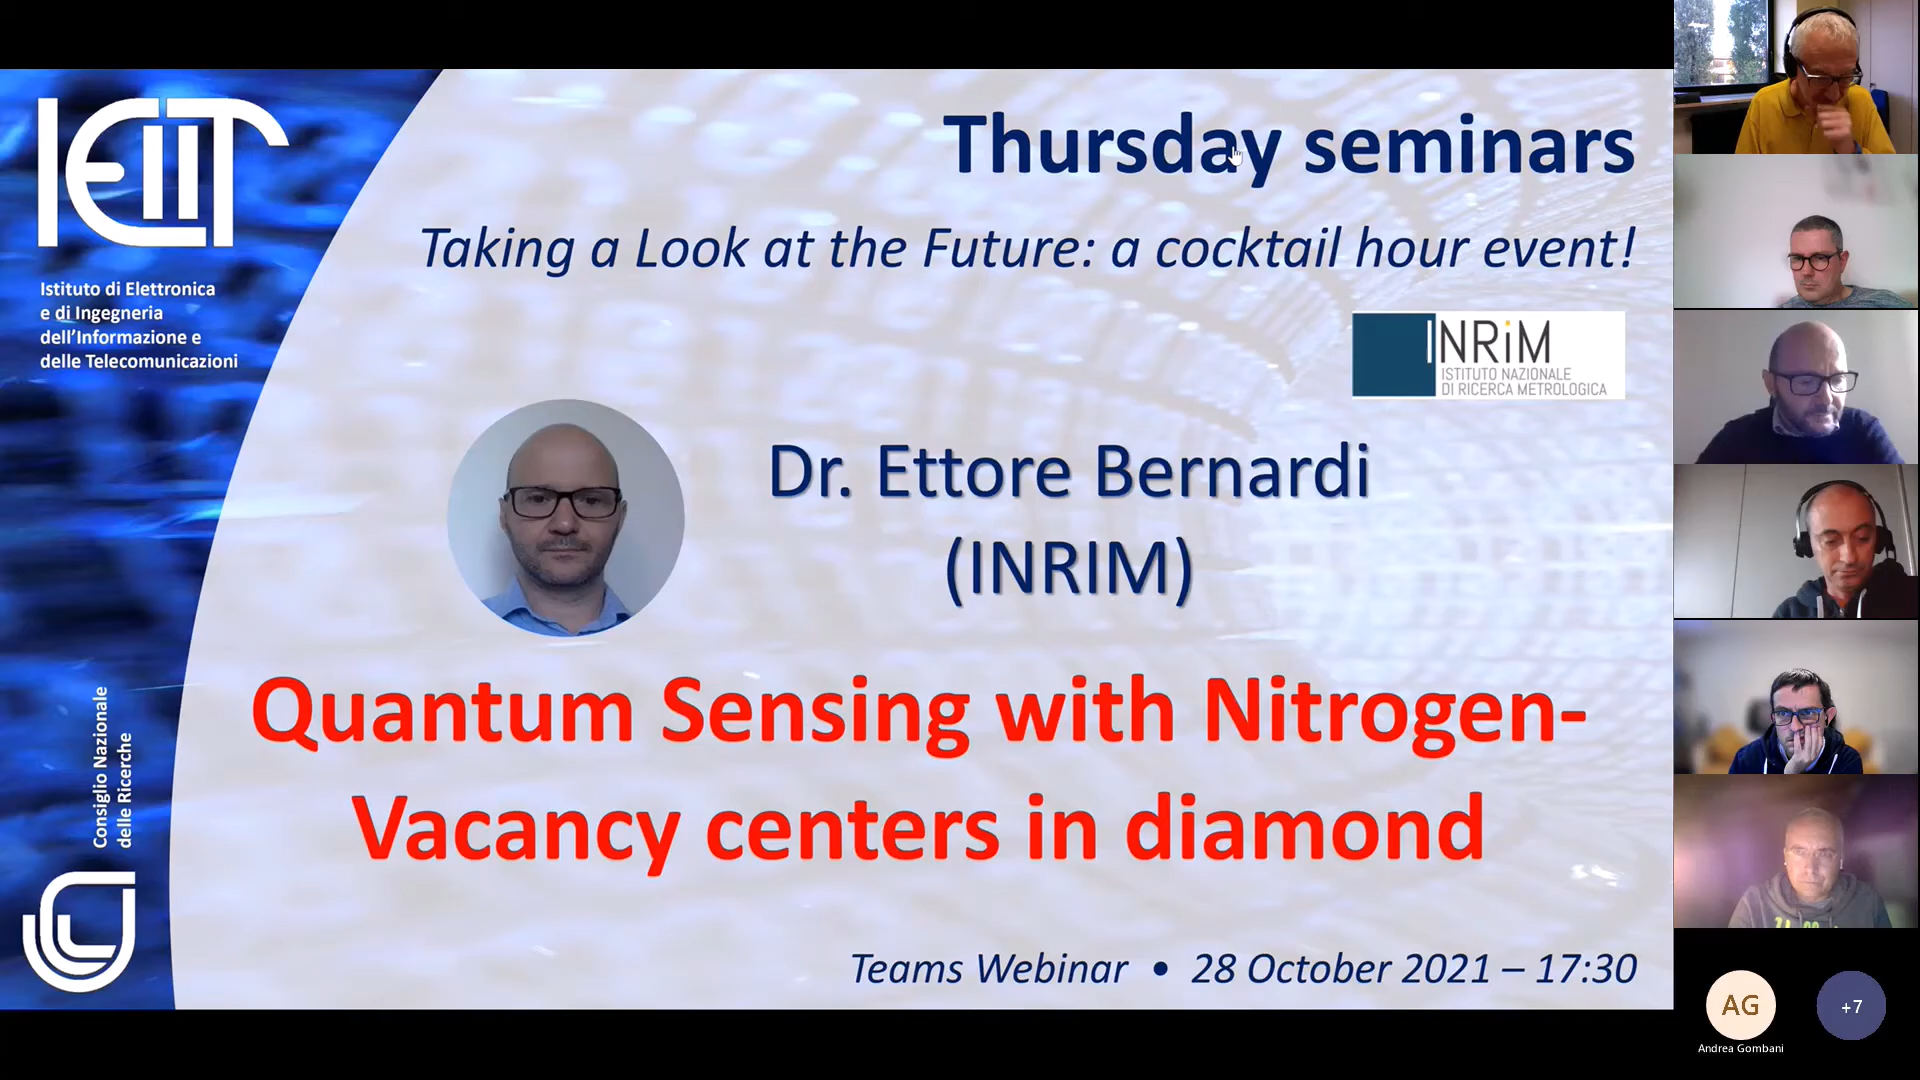 IEIIT
Istituto di Elettronica
e di Ingegneria
dell'Informazione e
delle Telecomunicazioni
Consiglio Nazionale
delle Ricerche
Thursday seminars
Taking a Look at the Future: a cocktail hour event!
INRiM
ISTITUTO NAZIONALE
DI RICERCA METROLOGICA
Dr. Ettore Bernardi
(INRIM)
Quantum Sensing with Nitrogen-
Vacancy centers in diamond
Teams Webinar • 28 October 2021 – 17:30
AG
Andrea Gombani
+7